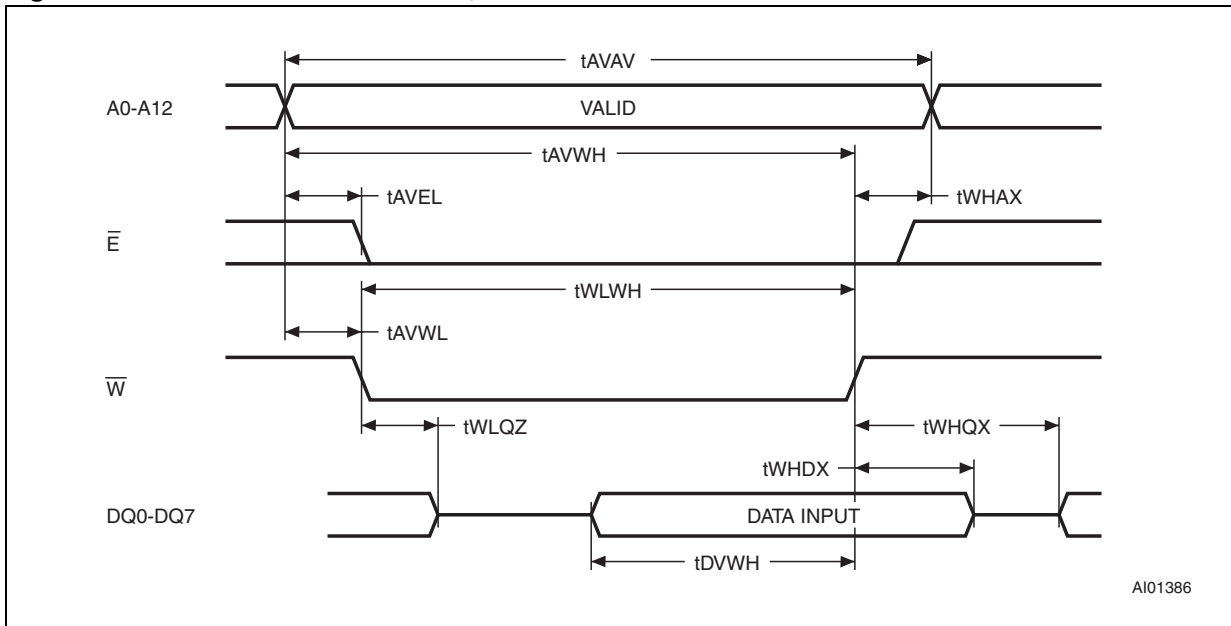 tAVAV
A0-A12 VALID
tAVWH
tAVEL tWHAX
E̅
tWLWH
tAVWL
W̅
tWLQZ tWHQX
tWHDX
DQ0-DQ7 DATA INPUT
tDVWH
AI01386